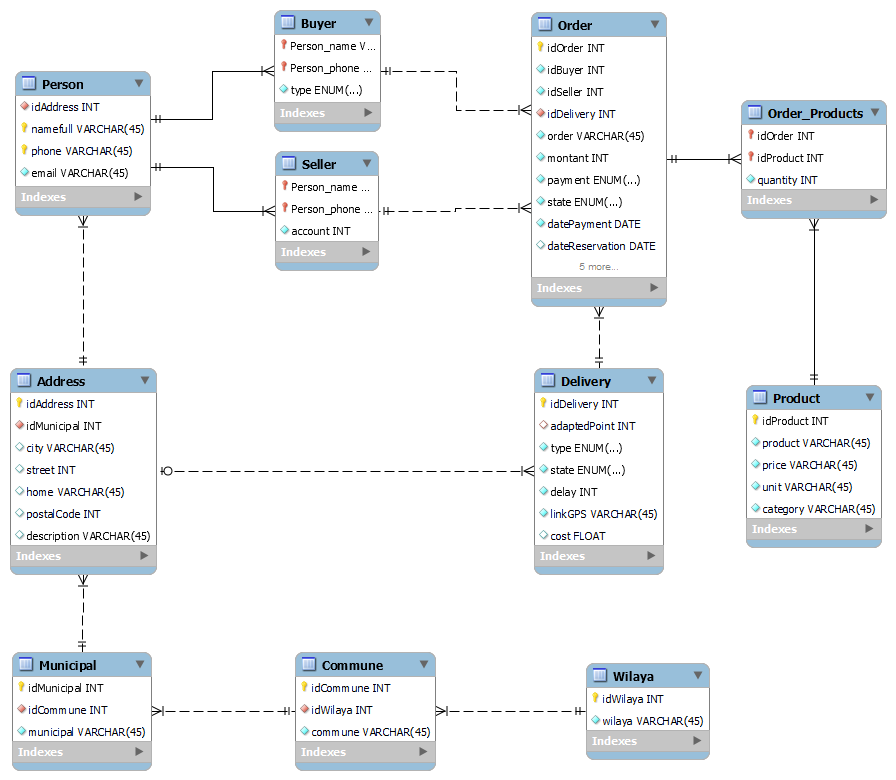 Person
idAddress INT
namefull VARCHAR(45)
phone VARCHAR(45)
email VARCHAR(45)
Indexes
Buyer
Person_name V...
Person_phone ...
type ENUM(...)
Indexes
Seller
Person_name ...
Person_phone ...
account INT
Indexes
Order
idOrder INT
idBuyer INT
idSeller INT
idDelivery INT
order VARCHAR(45)
montant INT
payment ENUM(...)
state ENUM(...)
datePayment DATE
dateReservation DATE
5 more...
Indexes
Order_Products
idOrder INT
idProduct INT
quantity INT
Indexes
Address
idAddress INT
idMunicipal INT
city VARCHAR(45)
street INT
home VARCHAR(45)
postalCode INT
description VARCHAR(45)
Indexes
Delivery
idDelivery INT
adaptedPoint INT
type ENUM(...)
state ENUM(...)
delay INT
linkGPS VARCHAR(45)
cost FLOAT
Indexes
Product
idProduct INT
product VARCHAR(45)
price VARCHAR(45)
unit VARCHAR(45)
category VARCHAR(45)
Indexes
Municipal
idMunicipal INT
idCommune INT
municipal VARCHAR(45)
Indexes
Commune
idCommune INT
idWilaya INT
commune VARCHAR(45)
Indexes
Wilaya
idWilaya INT
wilaya VARCHAR(45)
Indexes